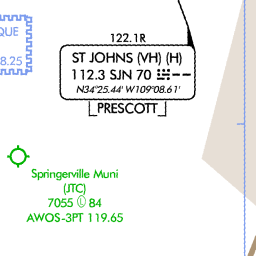 QUE
8.25
122.1R
ST JOHNS (VH) (H)
112.3 SJN 70
N34°25.44' W109°08.61'
PRESCOTT
Springerville Muni
(JTC)
7055 Ⓛ 84
AWOS-3PT 119.65